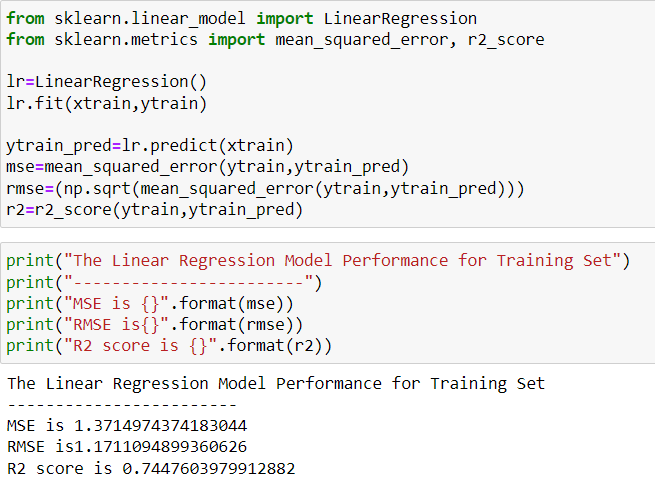 from sklearn.linear_model import LinearRegression
from sklearn.metrics import mean_squared_error, r2_score
lr=LinearRegression()
lr.fit(xtrain,ytrain)
ytrain_pred=lr.predict(xtrain)
mse=mean_squared_error(ytrain,ytrain_pred)
rmse=(np.sqrt(mean_squared_error(ytrain,ytrain_pred)))
r2=r2_score(ytrain,ytrain_pred)
print("The Linear Regression Model Performance for Training Set")
print("------------------------")
print("MSE is {}".format(mse))
print("RMSE is{}".format(rmse))
print("R2 score is {}".format(r2))
The Linear Regression Model Performance for Training Set
------------------------
MSE is 1.3714974374183044
RMSE is1.1711094899360626
R2 score is 0.7447603979912882